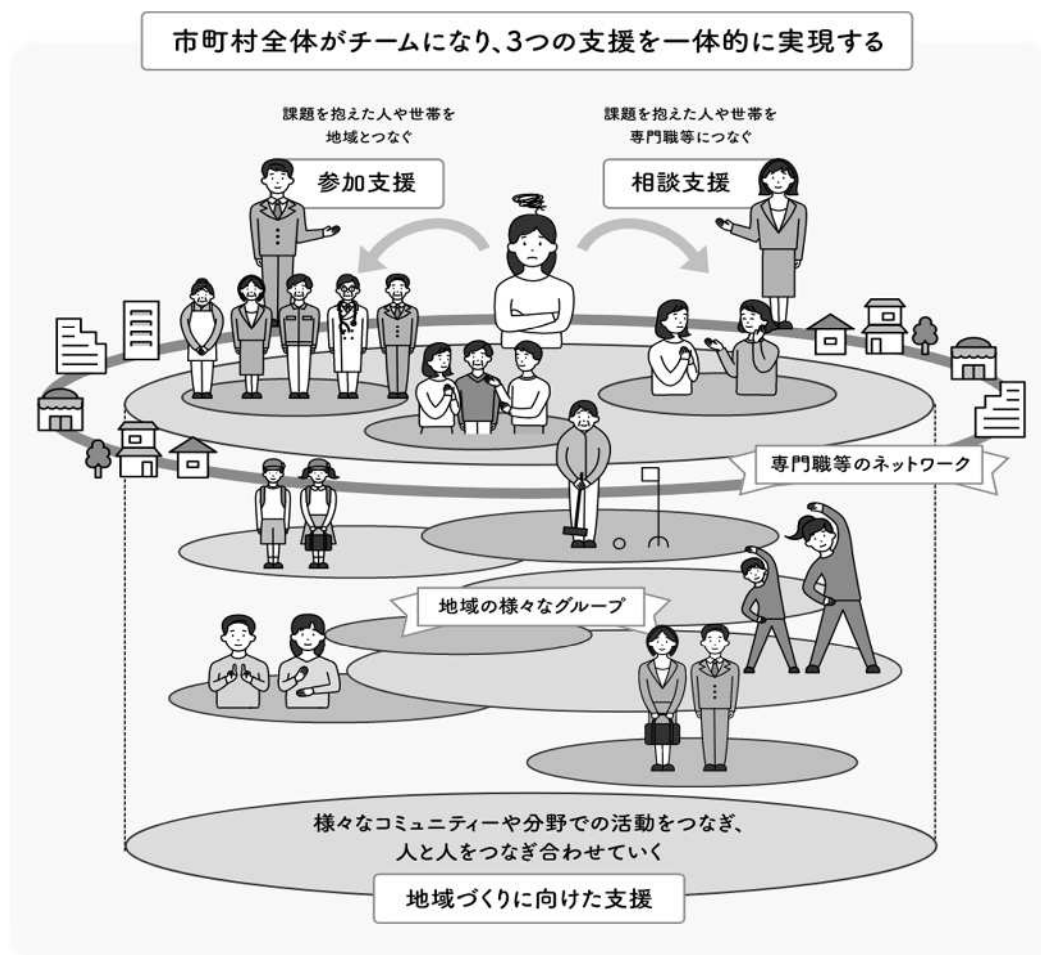 市町村全体がチームになり、3つの支援を一体的に実現する
課題を抱えた人や世帯を
地域とつなぐ
参加支援
課題を抱えた人や世帯を
専門職等につなぐ
相談支援
専門職等のネットワーク
地域の様々なグループ
様々なコミュニティーや分野での活動をつなぎ、
人と人をつなぎ合わせていく
地域づくりに向けた支援